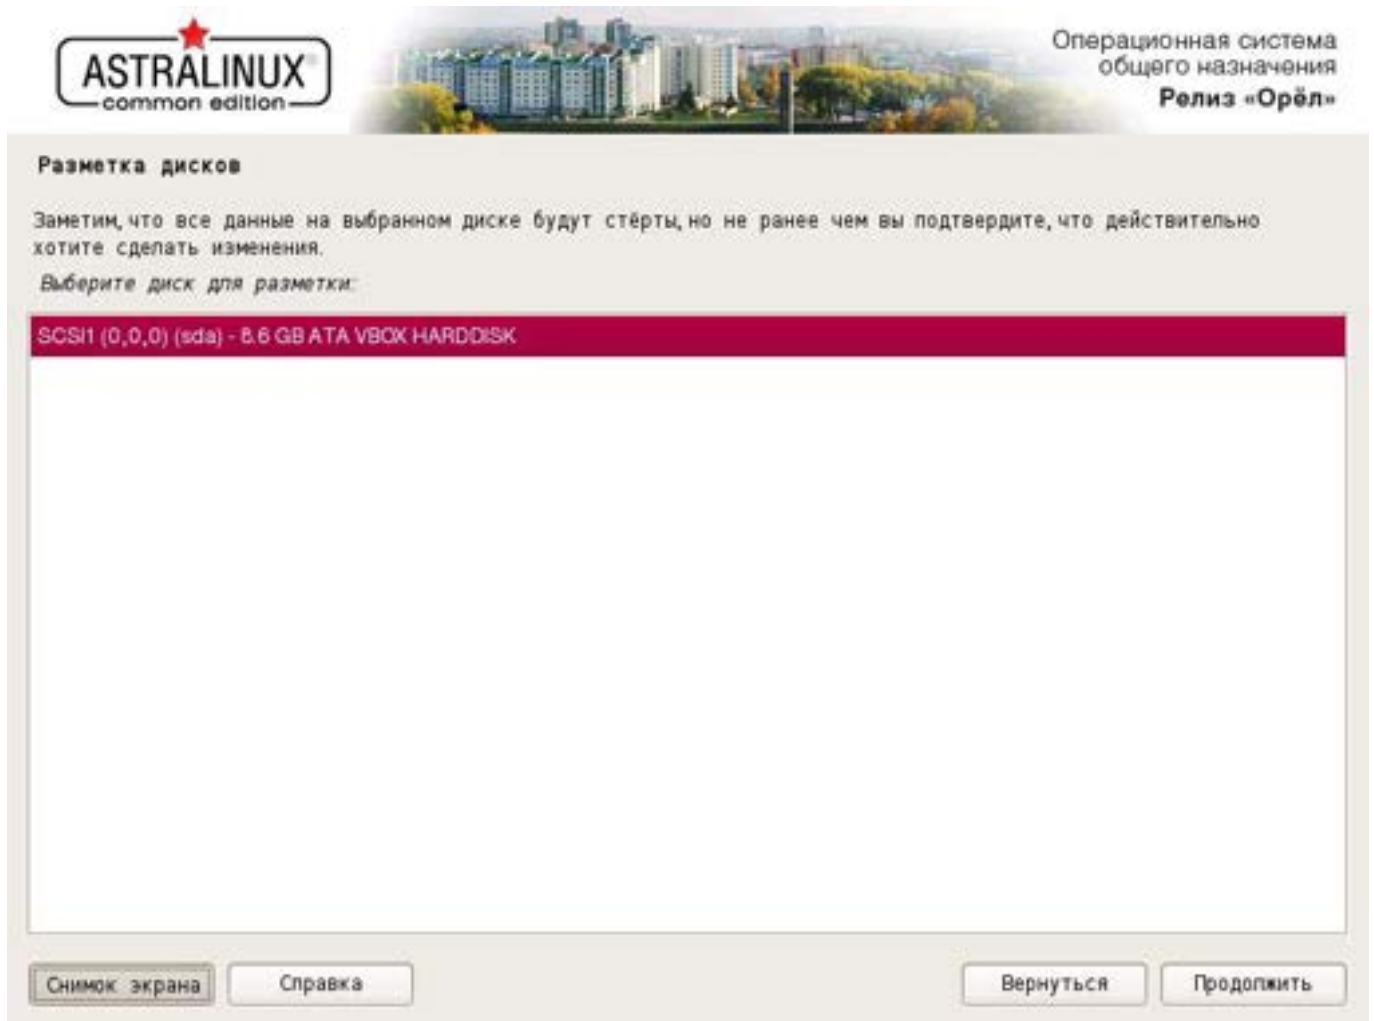 ASTRALINUX
common edition
Операционная система
общего назначения
Релиз «Орёл»
Разметка дисков
Заметим, что все данные на выбранном диске будут стёрты, но не ранее чем вы подтвердите, что действительно
хотите сделать изменения.
Выберите диск для разметки:
SCSI1 (0,0,0) (sda) - 8.6 GB ATA VBOX HARDDISK
Снимок экрана
Справка
Вернуться
Продолжить